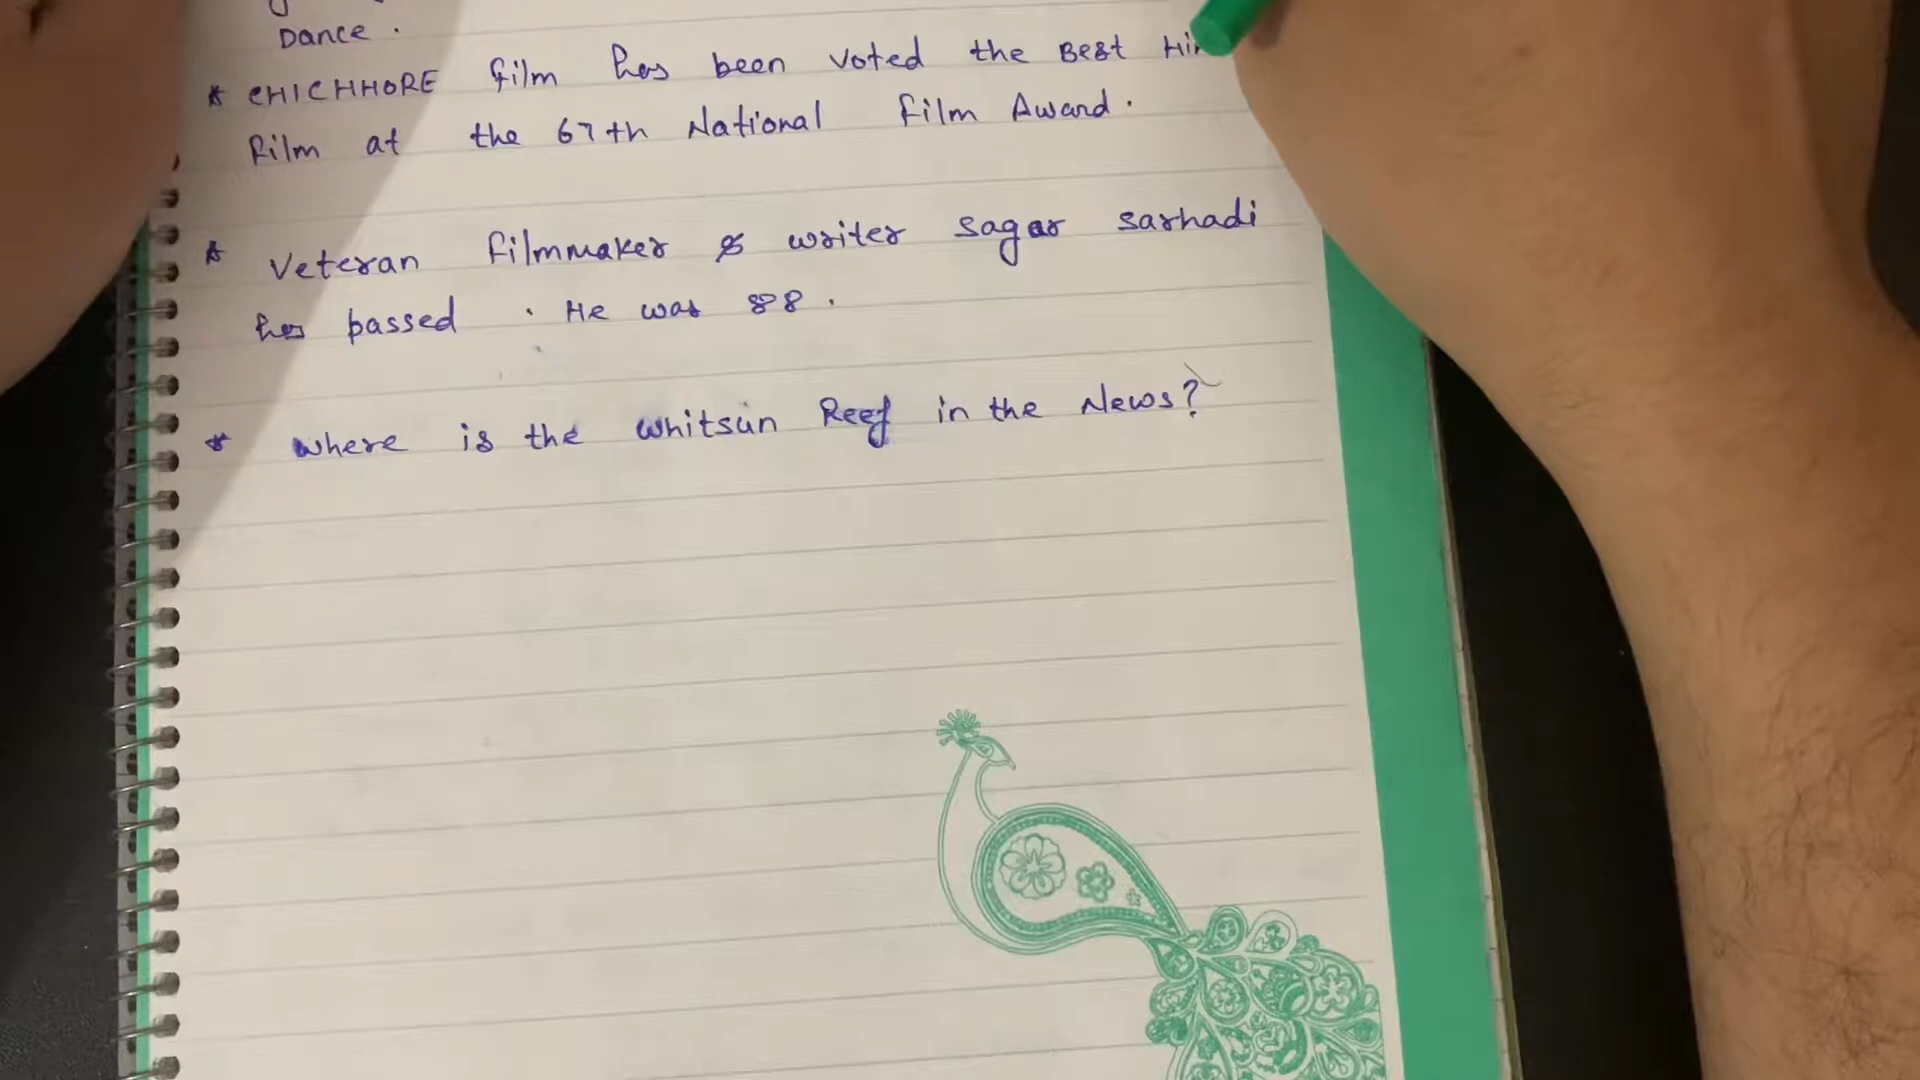 Dance .
* CHICHHORE film has been voted the Best
film at the 67th National film Award .
* Veteran filmmaker & writer sagar sarhadi
has passed . He was 88 .
* where is the whitsun Reef in the News?